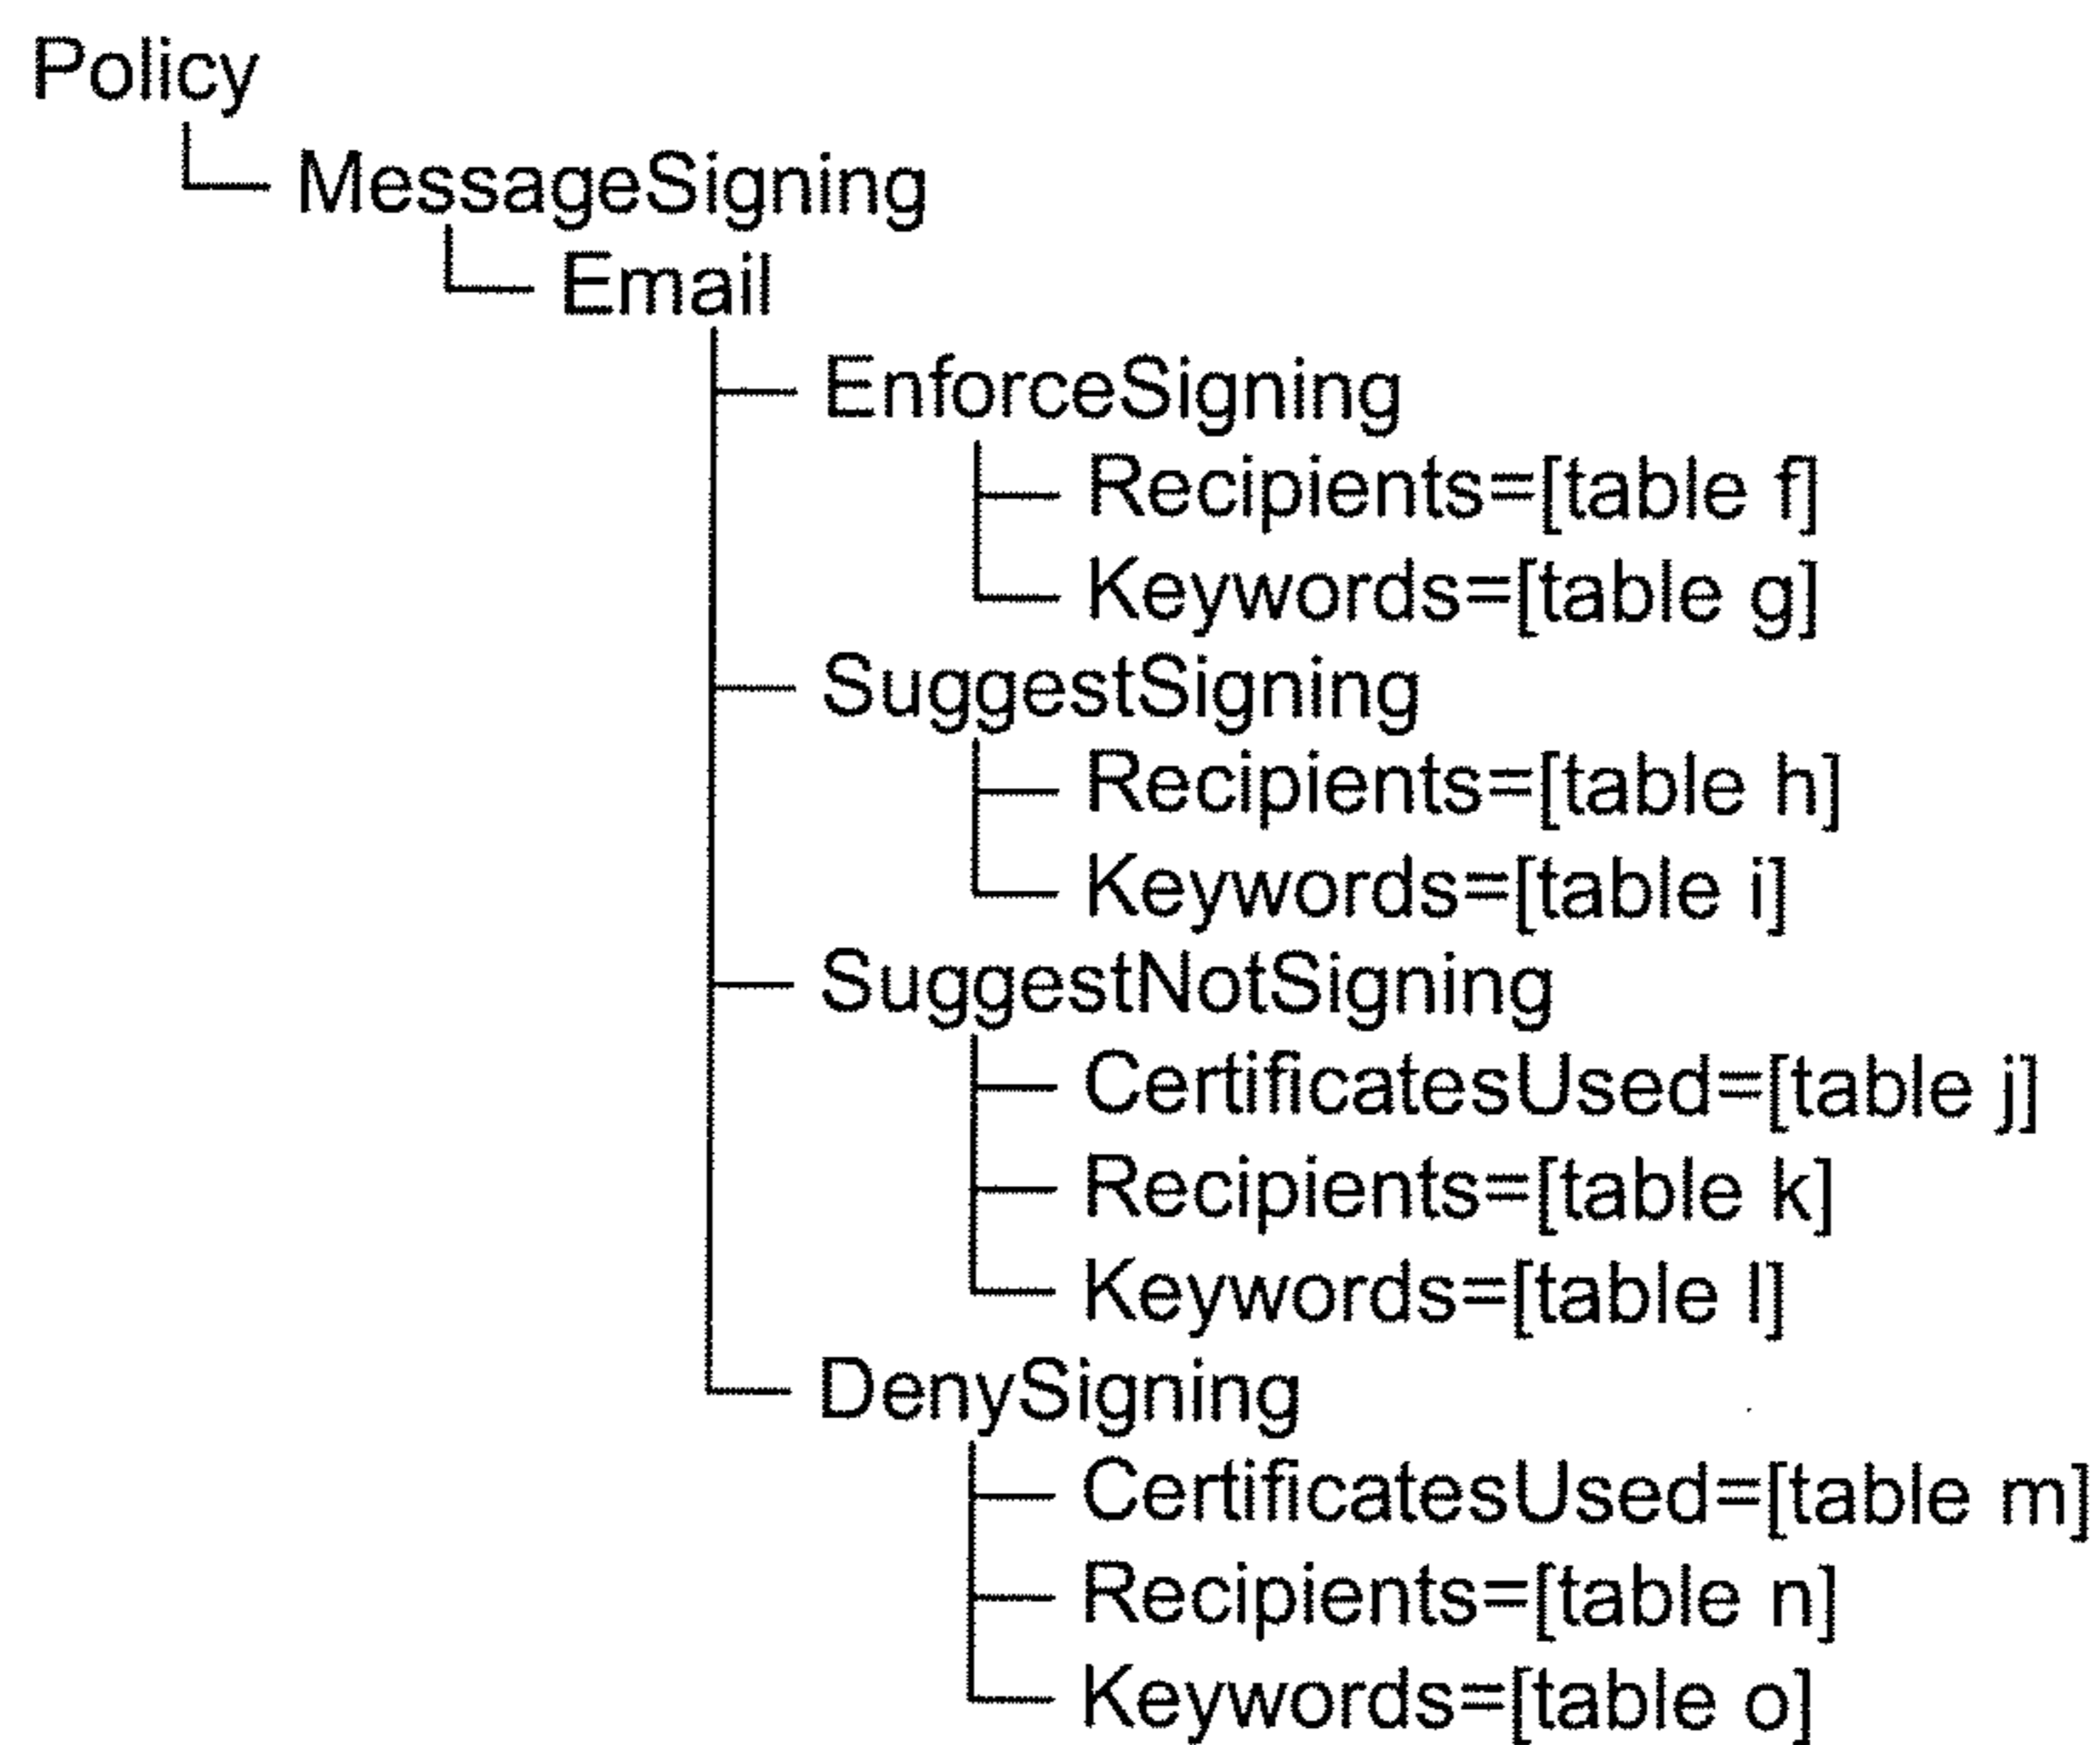 Policy
MessageSigning
Email
EnforceSigning
Recipients=[table f]
Keywords=[table g]
SuggestSigning
Recipients=[table h]
Keywords=[table i]
SuggestNotSigning
CertificatesUsed=[table j]
Recipients=[table k]
Keywords=[table l]
DenySigning
CertificatesUsed=[table m]
Recipients=[table n]
Keywords=[table o]